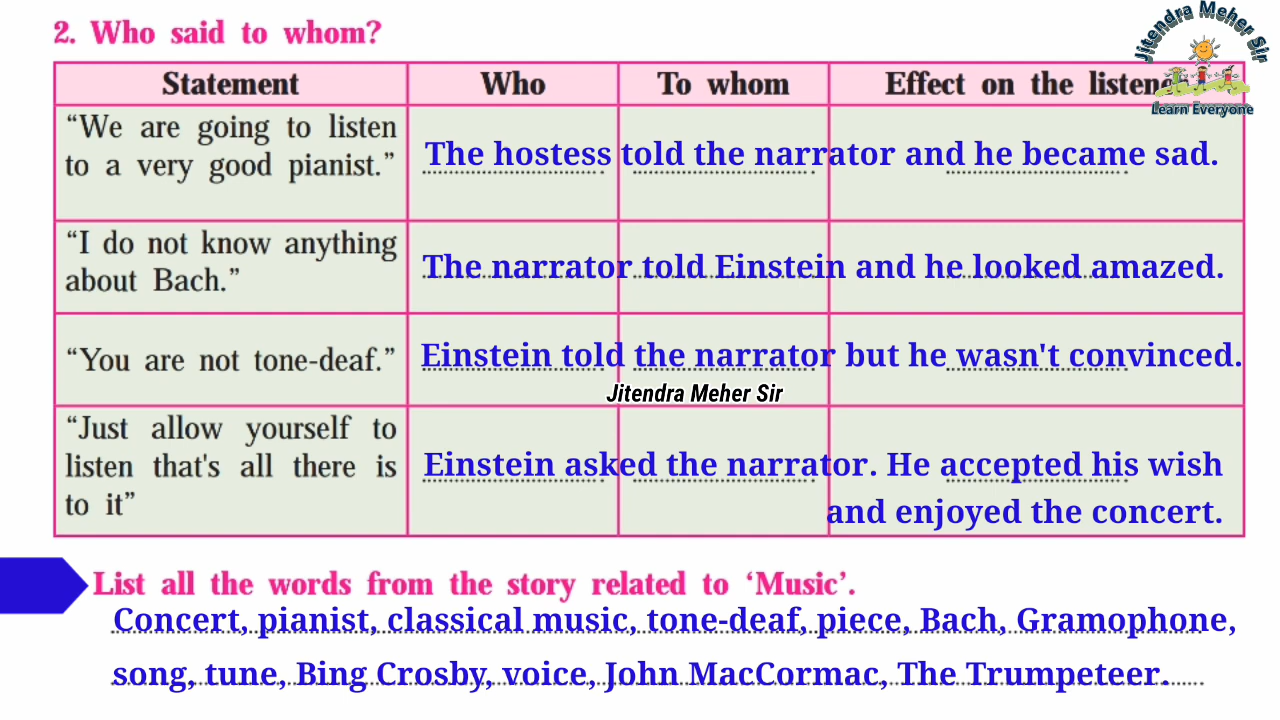 2. Who said to whom?
Jitendra Meher Sir
Learn Everyone
Statement Who To whom Effect on the listener
“We are going to listen
to a very good pianist.”
The hostess told the narrator and he became sad.
“I do not know anything
about Bach.”
The narrator told Einstein and he looked amazed.
“You are not tone-deaf.”
Einstein told the narrator but he wasn't convinced.
Jitendra Meher Sir
“Just allow yourself to
listen that's all there is
to it”
Einstein asked the narrator. He accepted his wish
and enjoyed the concert.
List all the words from the story related to ‘Music’.
Concert, pianist, classical music, tone-deaf, piece, Bach, Gramophone,
song, tune, Bing Crosby, voice, John MacCormac, The Trumpeteer.